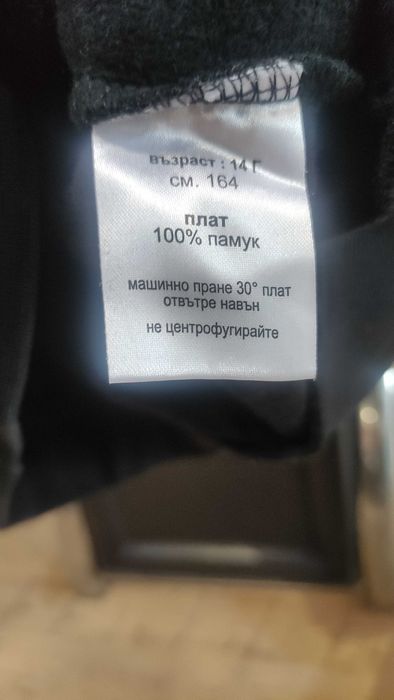 възраст : 14 Г
см. 164
плат
100% памук
машинно пране 30° плат
отвътре навън
не центрофугирайте